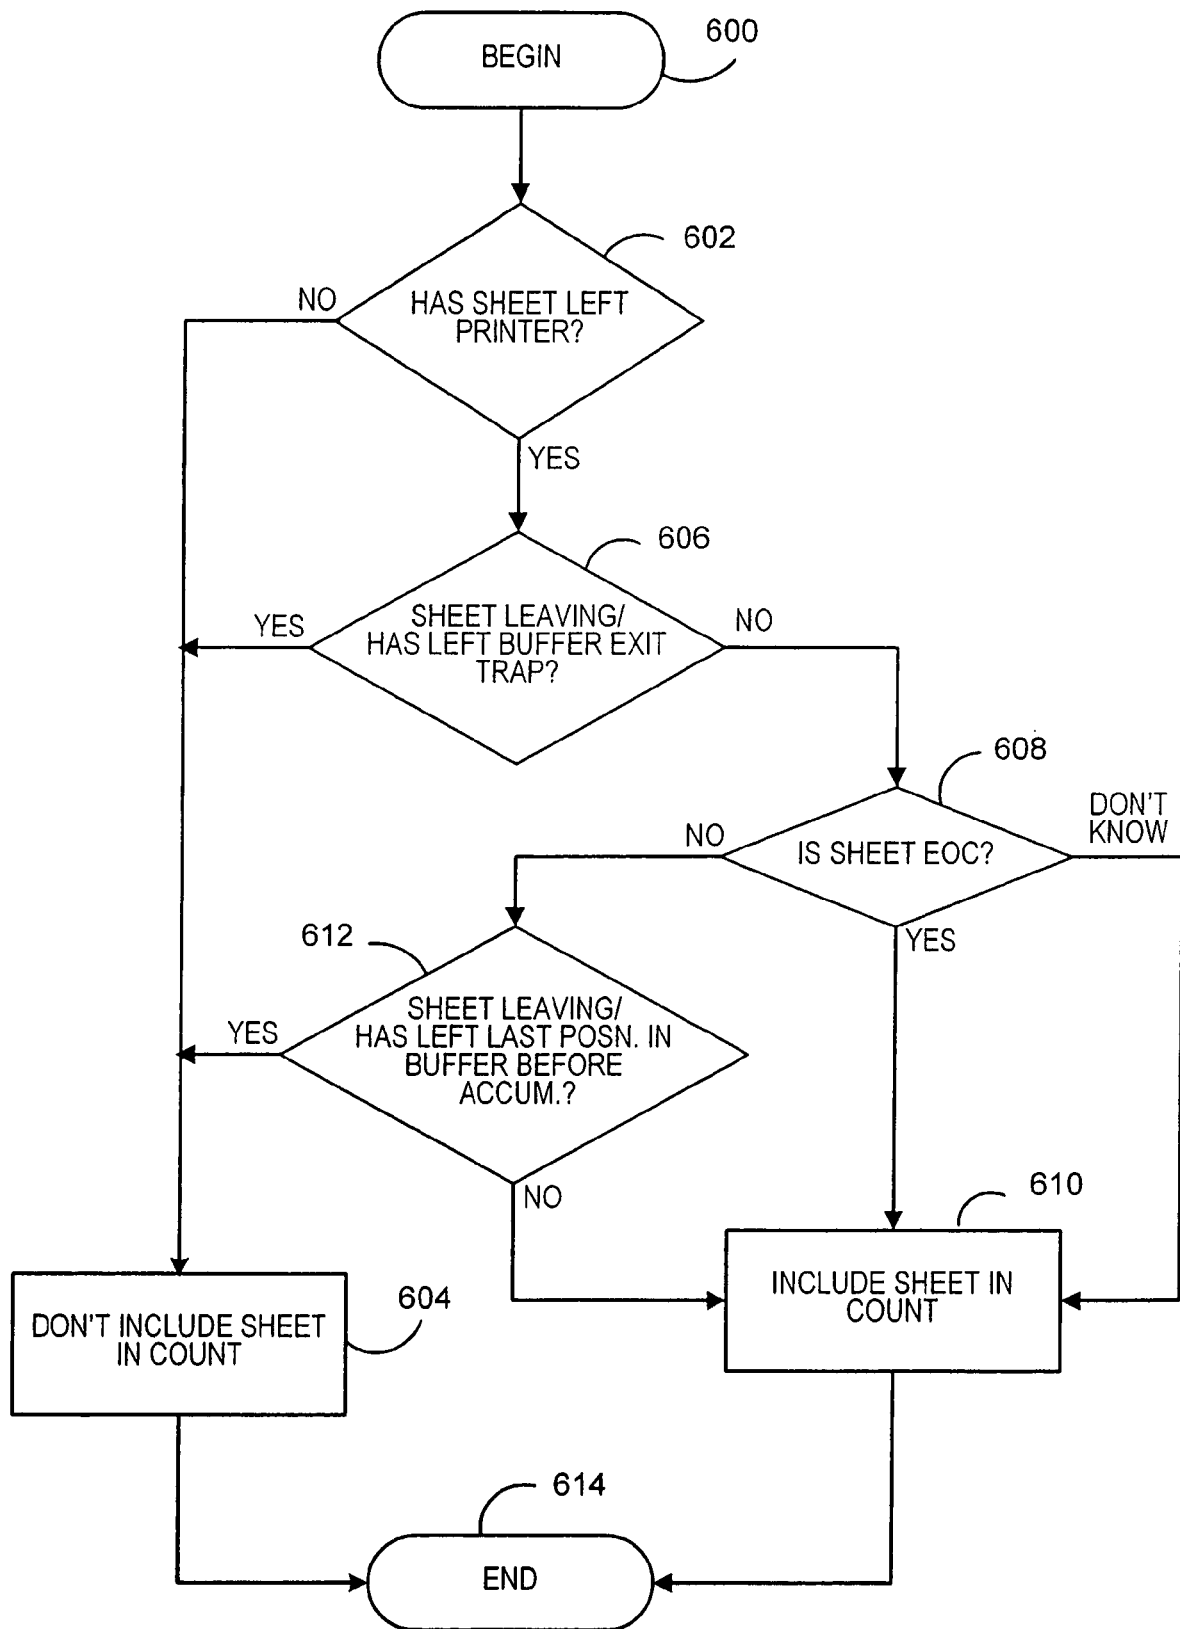 BEGIN
600
HAS SHEET LEFT
PRINTER?
602
NO
YES
SHEET LEAVING/
HAS LEFT BUFFER EXIT
TRAP?
606
YES
NO
IS SHEET EOC?
608
NO
DON'T
KNOW
YES
612
SHEET LEAVING/
HAS LEFT LAST POSN. IN
BUFFER BEFORE
ACCUM.?
YES
NO
610
INCLUDE SHEET IN
COUNT
604
DON'T INCLUDE SHEET
IN COUNT
614
END